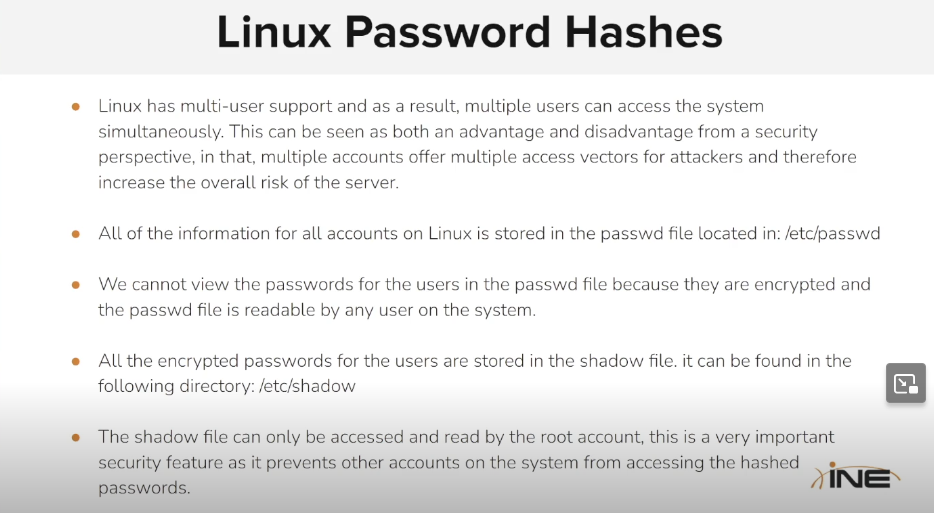 Linux Password Hashes
Linux has multi-user support and as a result, multiple users can access the system
simultaneously. This can be seen as both an advantage and disadvantage from a security
perspective, in that, multiple accounts offer multiple access vectors for attackers and therefore
increase the overall risk of the server.
All of the information for all accounts on Linux is stored in the passwd file located in: /etc/passwd
We cannot view the passwords for the users in the passwd file because they are encrypted and
the passwd file is readable by any user on the system.
All the encrypted passwords for the users are stored in the shadow file. it can be found in the
following directory: /etc/shadow
The shadow file can only be accessed and read by the root account, this is a very important
security feature as it prevents other accounts on the system from accessing the hashed
passwords.
INE